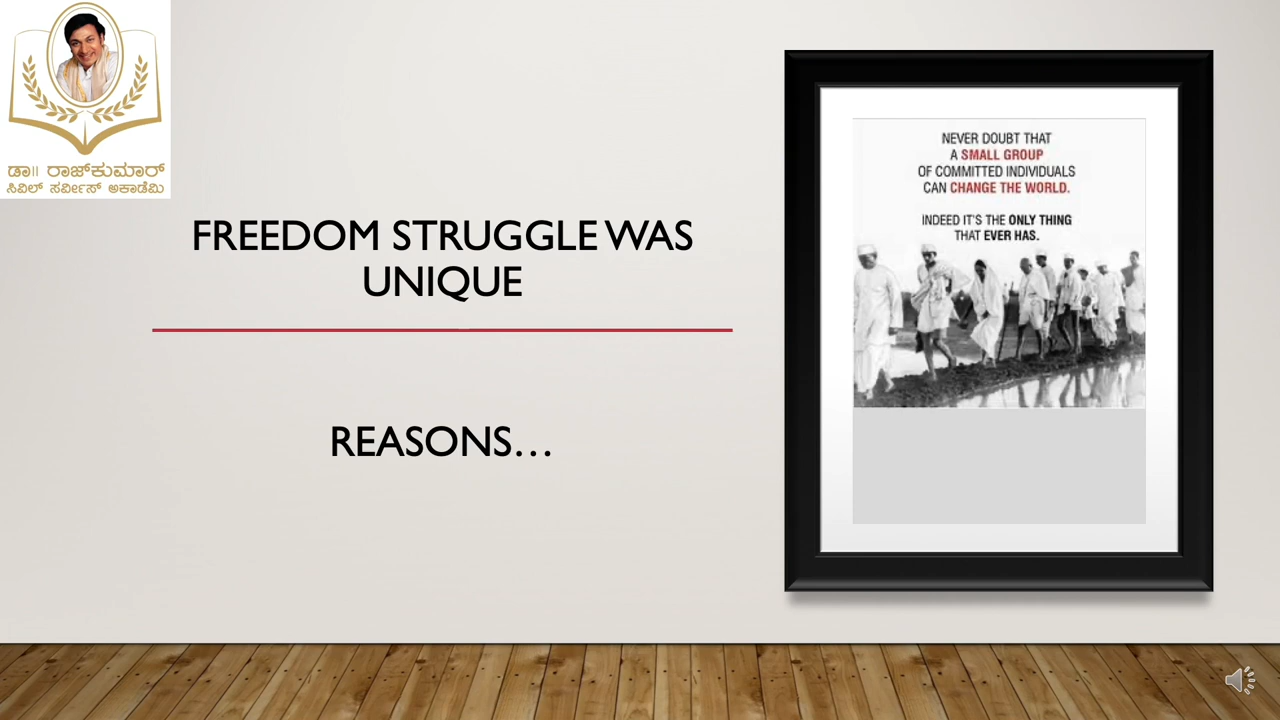 ಡಾ|| ರಾಜ್‌ಕುಮಾರ್
ಸಿವಿಲ್ ಸರ್ವೀಸ್ ಅಕಾಡೆಮಿ
FREEDOM STRUGGLE WAS
UNIQUE
REASONS...
NEVER DOUBT THAT
A SMALL GROUP
OF COMMITTED INDIVIDUALS
CAN CHANGE THE WORLD.
INDEED IT'S THE ONLY THING
THAT EVER HAS.